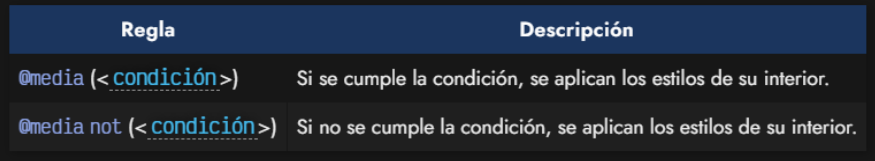 Regla Descripción
@media (<condición>) Si se cumple la condición, se aplican los estilos de su interior.
@media not (<condición>) Si no se cumple la condición, se aplican los estilos de su interior.